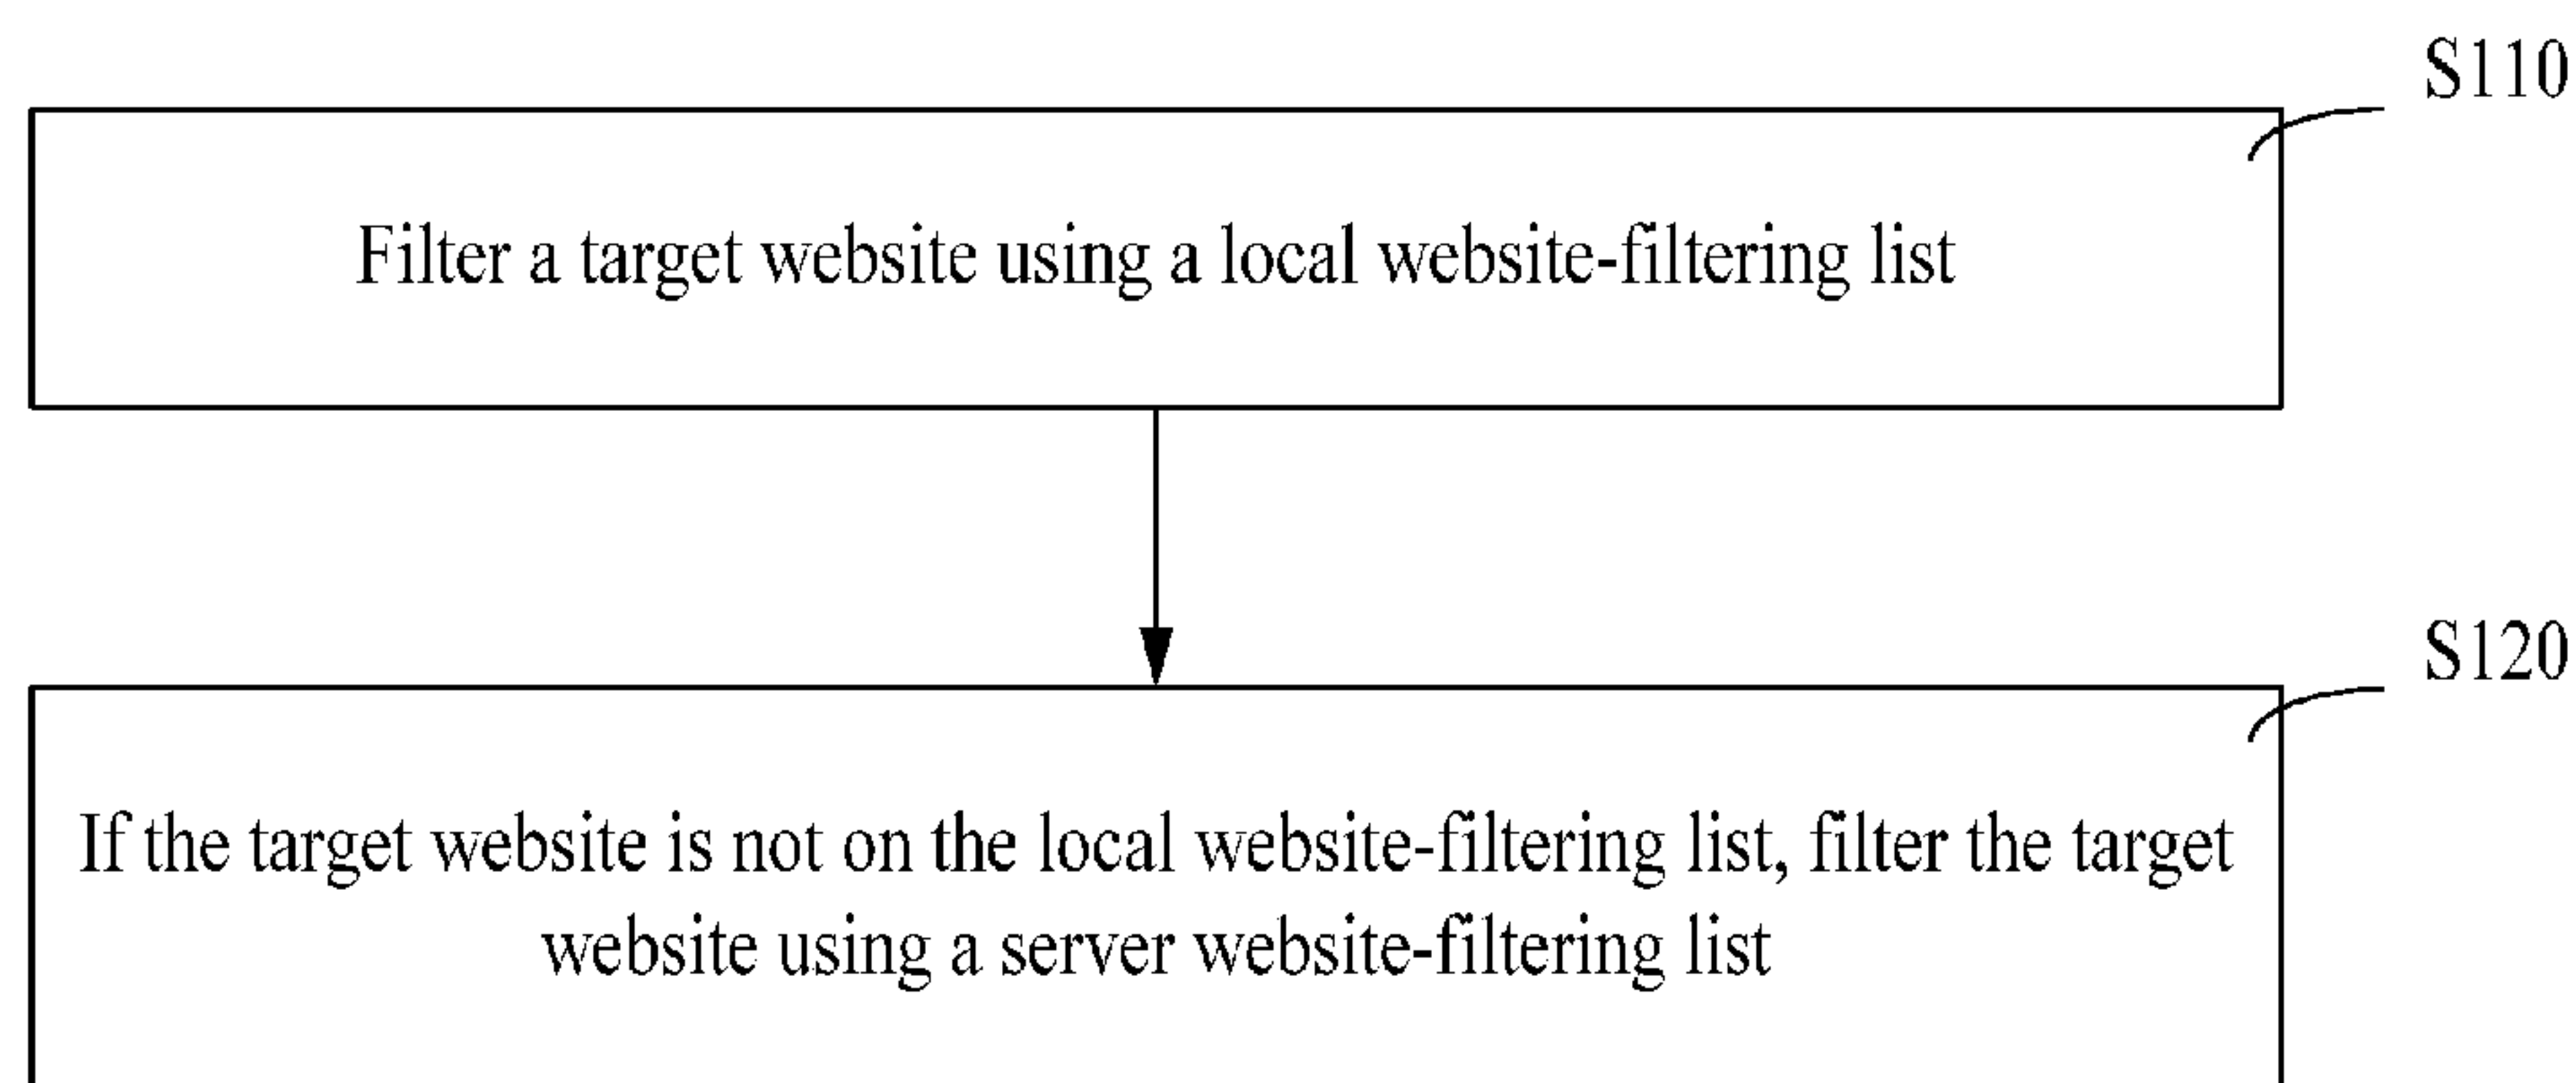 S110
Filter a target website using a local website-filtering list
S120
If the target website is not on the local website-filtering list, filter the target
website using a server website-filtering list